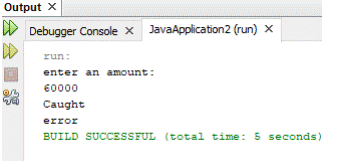 Output ×
Debugger Console × JavaApplication2 (run) ×
run:
enter an amount:
60000
Caught
error
BUILD SUCCESSFUL (total time: 5 seconds)